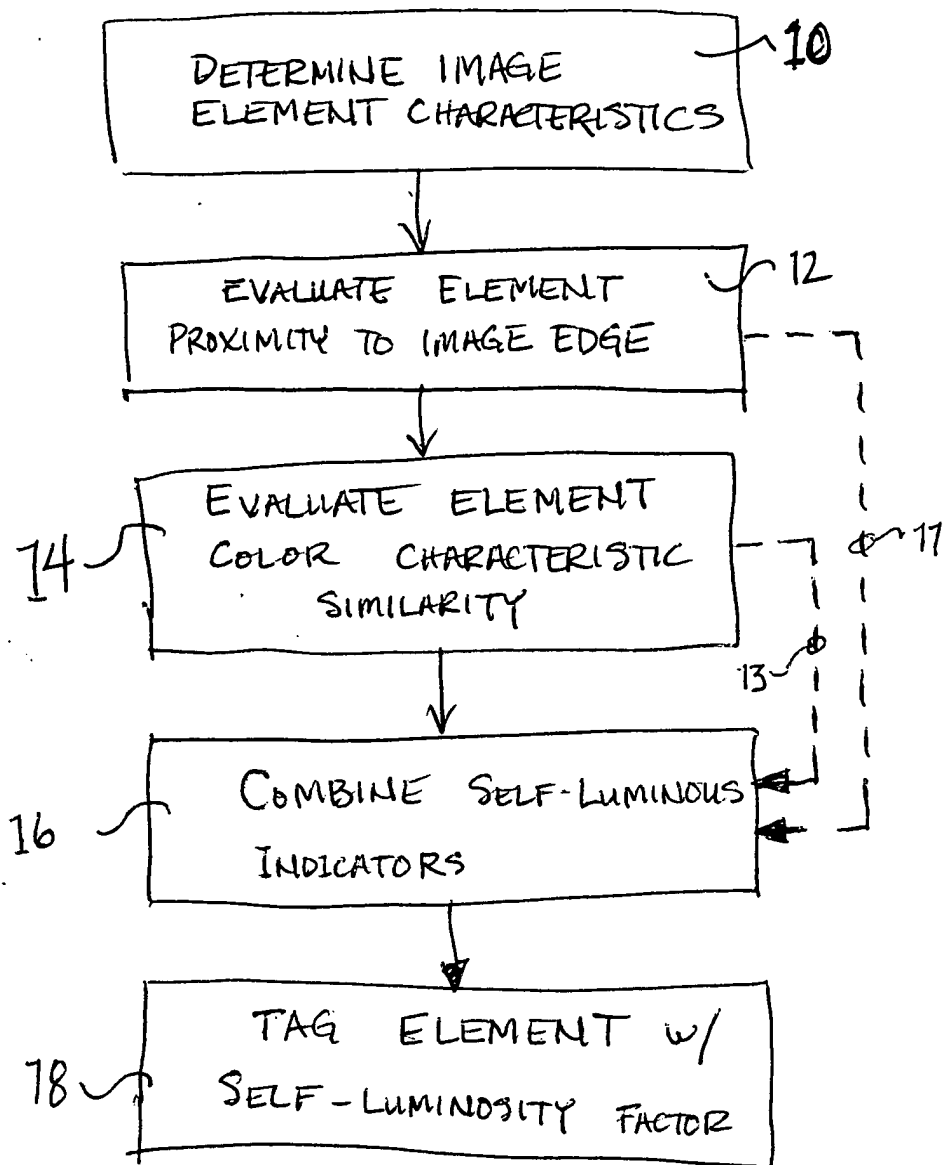 DETERMINE IMAGE
ELEMENT CHARACTERISTICS
10
EVALUATE ELEMENT
PROXIMITY TO IMAGE EDGE
12
EVALUATE ELEMENT
COLOR CHARACTERISTIC
SIMILARITY
14
11
13
COMBINE SELF-LUMINOUS
INDICATORS
16
TAG ELEMENT w/
SELF-LUMINOSITY FACTOR
18